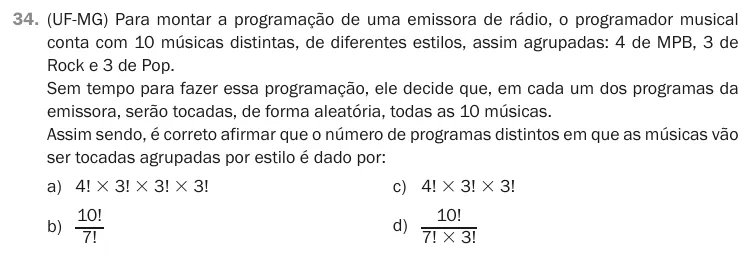 34. (UF-MG) Para montar a programação de uma emissora de rádio, o programador musical
conta com 10 músicas distintas, de diferentes estilos, assim agrupadas: 4 de MPB, 3 de
Rock e 3 de Pop.
Sem tempo para fazer essa programação, ele decide que, em cada um dos programas da
emissora, serão tocadas, de forma aleatória, todas as 10 músicas.
Assim sendo, é correto afirmar que o número de programas distintos em que as músicas vão
ser tocadas agrupadas por estilo é dado por:
a) 4! × 3! × 3! × 3!
b) 10!/7!
c) 4! × 3! × 3!
d) 10!/7! × 3!